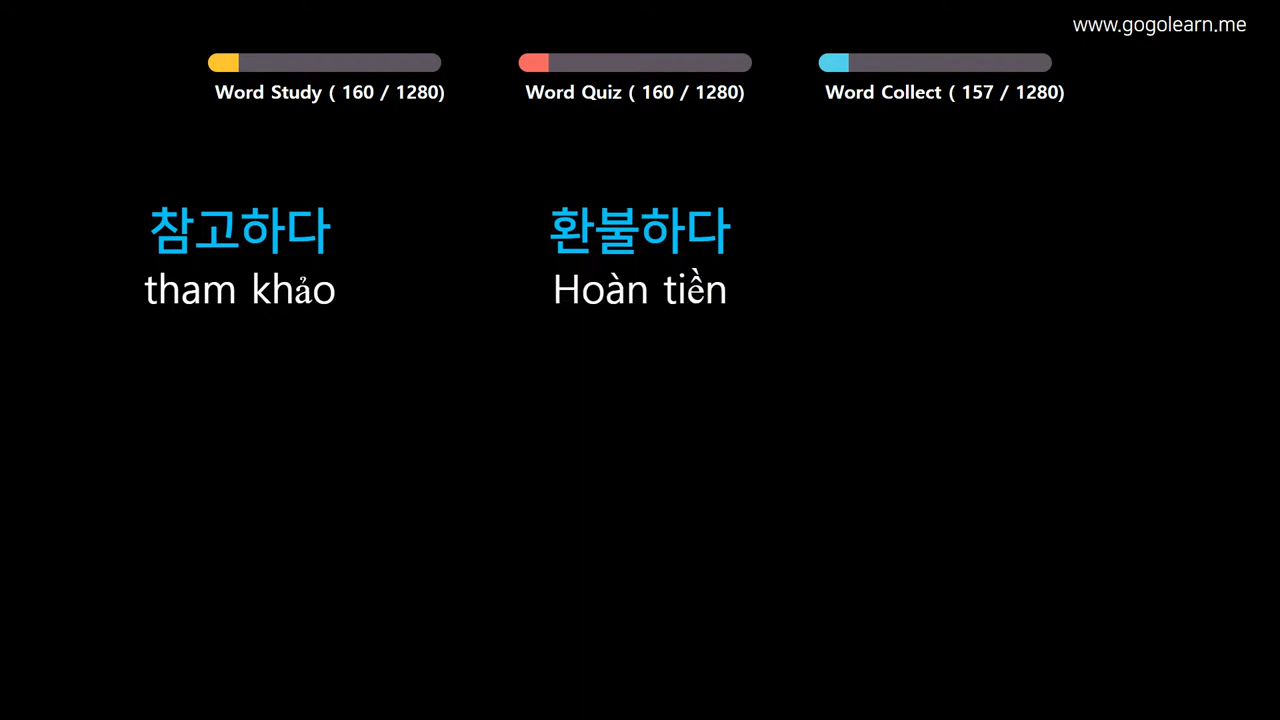 www.gogolearn.me
Word Study ( 160 / 1280)
Word Quiz ( 160 / 1280)
Word Collect ( 157 / 1280)
참고하다
tham khảo
환불하다
Hoàn tiền